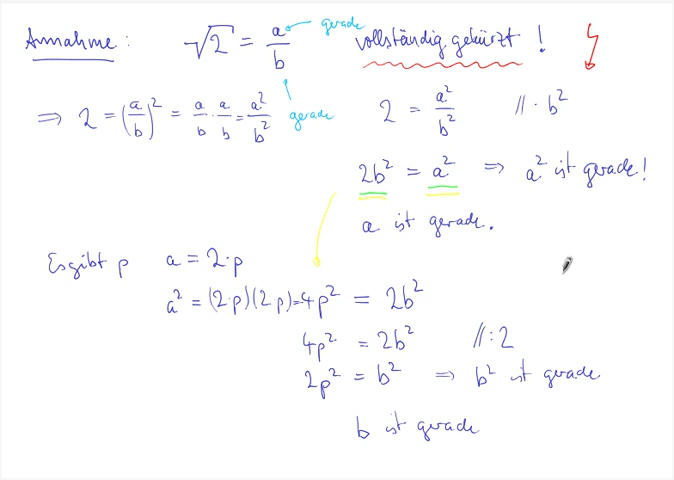 Annahme: √2 = a/b vollständig gekürzt !
gerade
gerade
⟹ 2 = (a/b)² = a/b · a/b = a²/b²
2 = a²/b² // · b²
2b² = a² ⟹ a² ist gerade!
a ist gerade.
Es gibt p a = 2·p
a² = (2·p)(2p) = 4p² = 2b²
4p² = 2b² // : 2
2p² = b² ⟹ b² ist gerade
b ist gerade